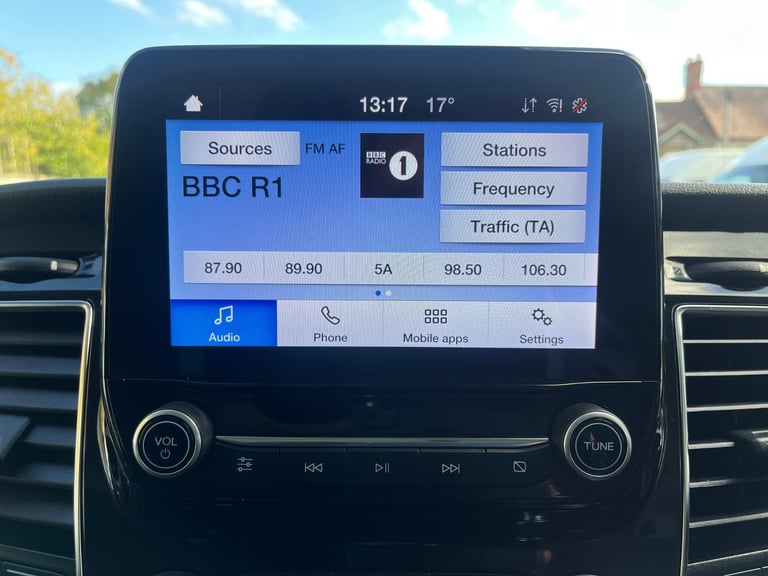 13:17 17°
Sources FM AF
BBC RADIO 1
Stations
BBC R1
Frequency
Traffic (TA)
87.90 89.90 5A 98.50 106.30
Audio Phone Mobile apps Settings
VOL
TUNE